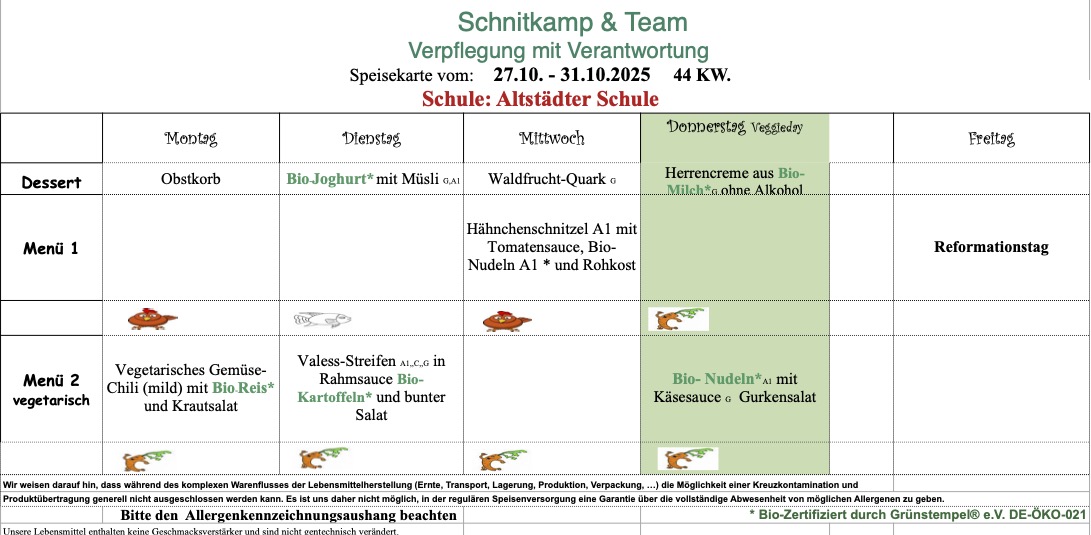 Schnitkamp & Team
Verpflegung mit Verantwortung
Speisekarte vom: 27.10. - 31.10.2025 44 KW.
Schule: Altstädter Schule
Montag
Dienstag
Mittwoch
Donnerstag Veggieday
Freitag
Dessert
Obstkorb
Bio-Joghurt* mit Müsli G,A1
Waldfrucht-Quark G
Herrencreme aus Bio-
Milch*G ohne Alkohol
Menü 1
Hähnchenschnitzel A1 mit
Tomatensauce, Bio-
Nudeln A1 * und Rohkost
Reformationstag
Menü 2
vegetarisch
Vegetarisches Gemüse-
Chili (mild) mit Bio-Reis*
und Krautsalat
Valess-Streifen A1,,C,,G in
Rahmsauce Bio-
Kartoffeln* und bunter
Salat
Bio- Nudeln*A1 mit
Käsesauce G Gurkensalat
Wir weisen darauf hin, dass während des komplexen Warenflusses der Lebensmittelherstellung (Ernte, Transport, Lagerung, Produktion, Verpackung, ...) die Möglichkeit einer Kreuzkontamination und
Produktübertragung generell nicht ausgeschlossen werden kann. Es ist uns daher nicht möglich, in der regulären Speisenversorgung eine Garantie über die vollständige Abwesenheit von möglichen Allergenen zu geben.
Bitte den Allergenkennzeichnungsaushang beachten
* Bio-Zertifiziert durch Grünstempel® e.V. DE-ÖKO-021
Unsere Lebensmittel enthalten keine Geschmacksverstärker und sind nicht gentechnisch verändert.